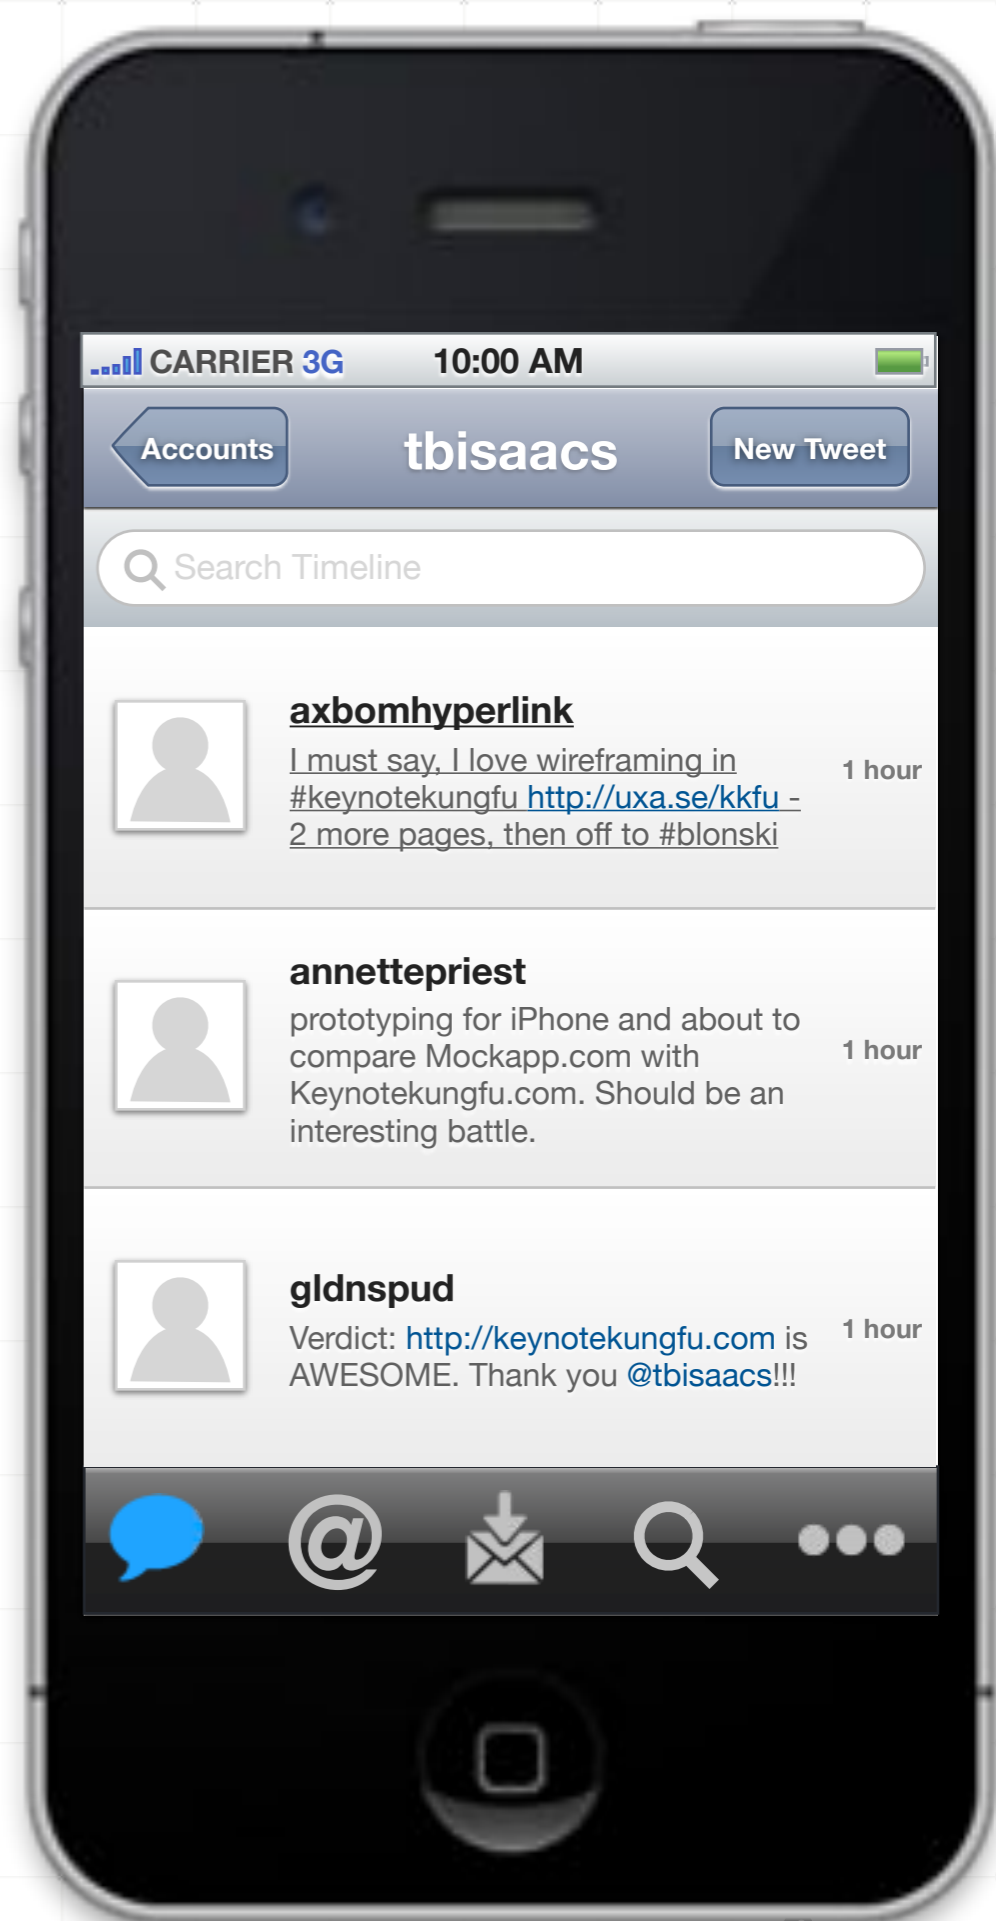 CARRIER 3G 10:00 AM
Accounts tbisaacs New Tweet
Search Timeline
axbomhyperlink
I must say, I love wireframing in
#keynotekungfu http://uxa.se/kkfu -
2 more pages, then off to #blonski
1 hour
annettepriest
prototyping for iPhone and about to
compare Mockapp.com with
Keynotekungfu.com. Should be an
interesting battle.
1 hour
gldnspud
Verdict: http://keynotekungfu.com is
AWESOME. Thank you @tbisaacs!!!
1 hour
@